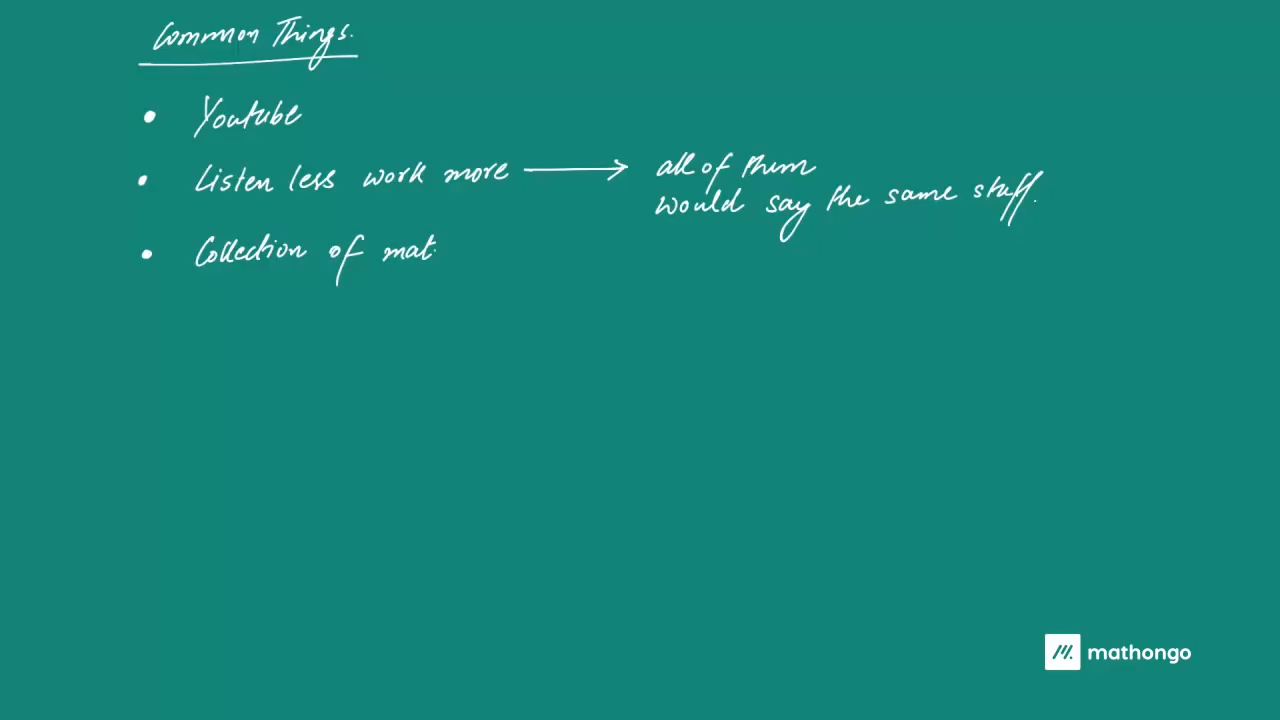 Common Things.
• Youtube
• Listen less work more → all of them
would say the same stuff.
• Collection of mat
mathongo